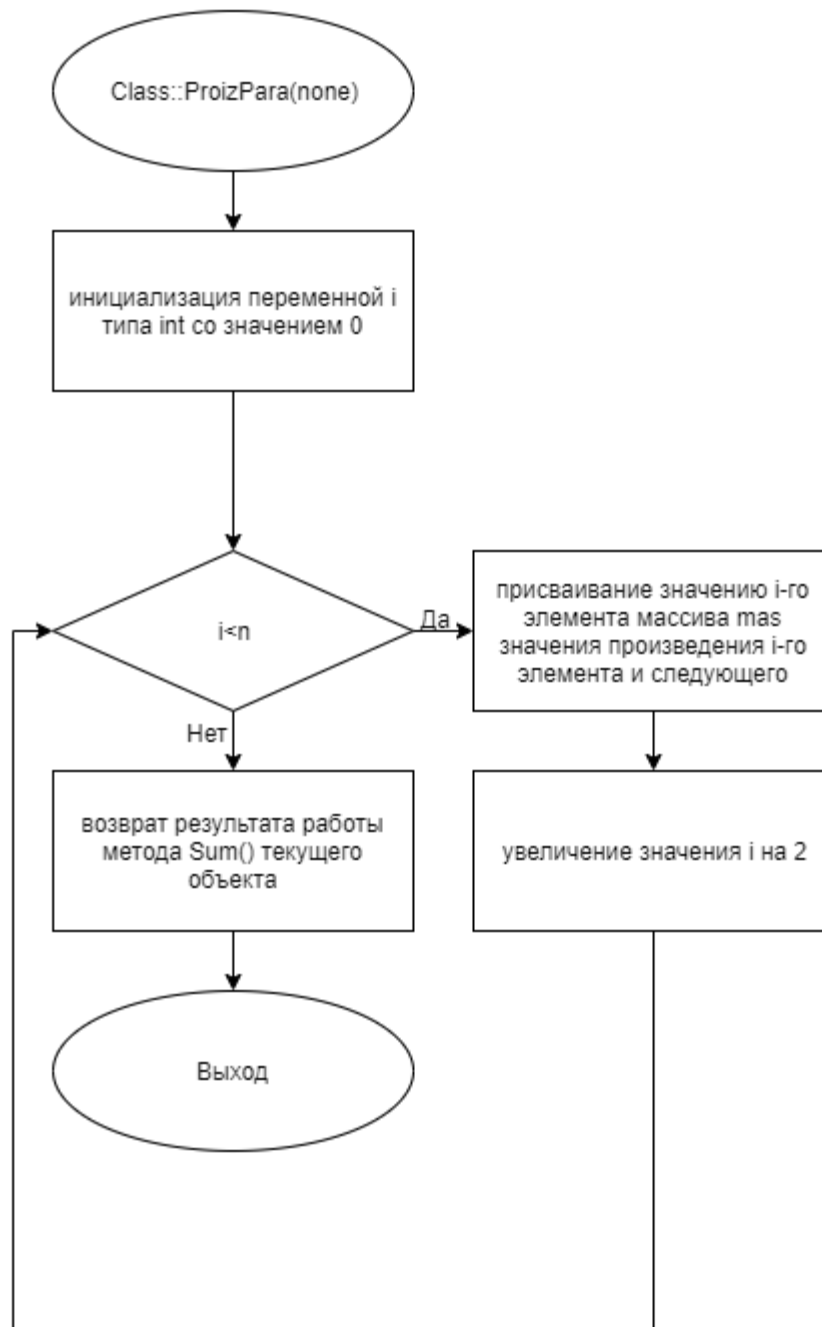 Class::ProizPara(none)
инициализация переменной i
типа int со значением 0
i<n
Да
присваивание значению i-го
элемента массива mas
значения произведения i-го
элемента и следующего
Нет
возврат результата работы
метода Sum() текущего
объекта
увеличение значения i на 2
Выход